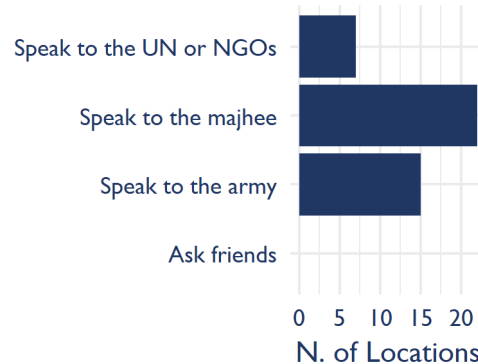 Speak to the UN or NGOs
Speak to the majhee
Speak to the army
Ask friends
0 5 10 15 20
N. of Locations